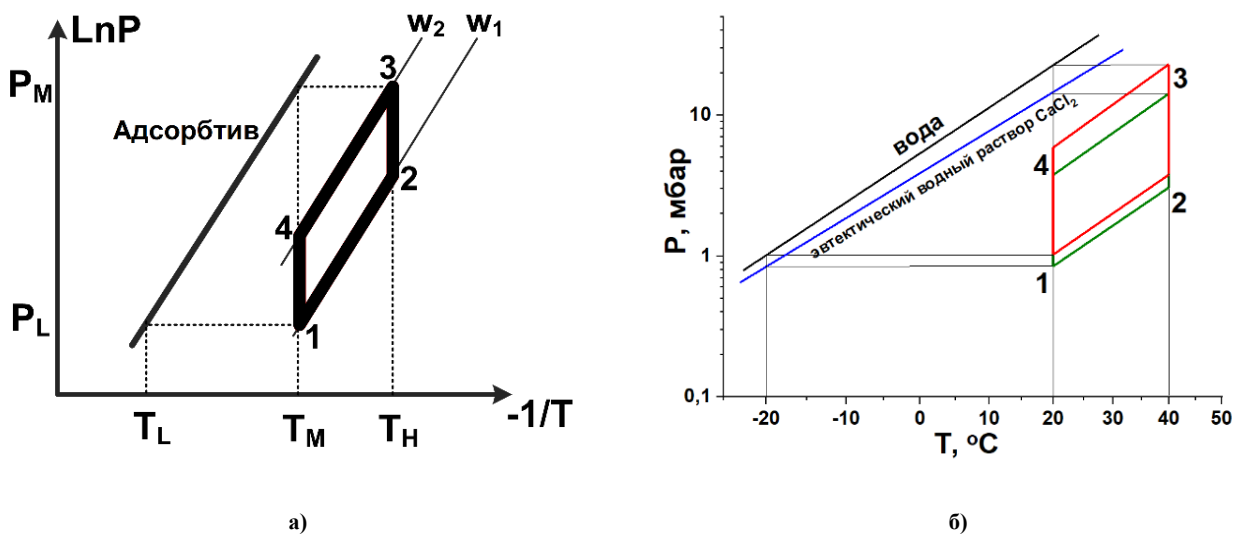 LnP
w₂
w₁
P_M
3
Адсорбтив
2
4
P_L
1
T_L
T_M
T_H
-1/T
а)
P, мбар
10
1
0,1
вода
эвтектический водный раствор CaCl₂
3
4
2
1
-20
-10
0
10
20
30
40
50
T, °C
б)